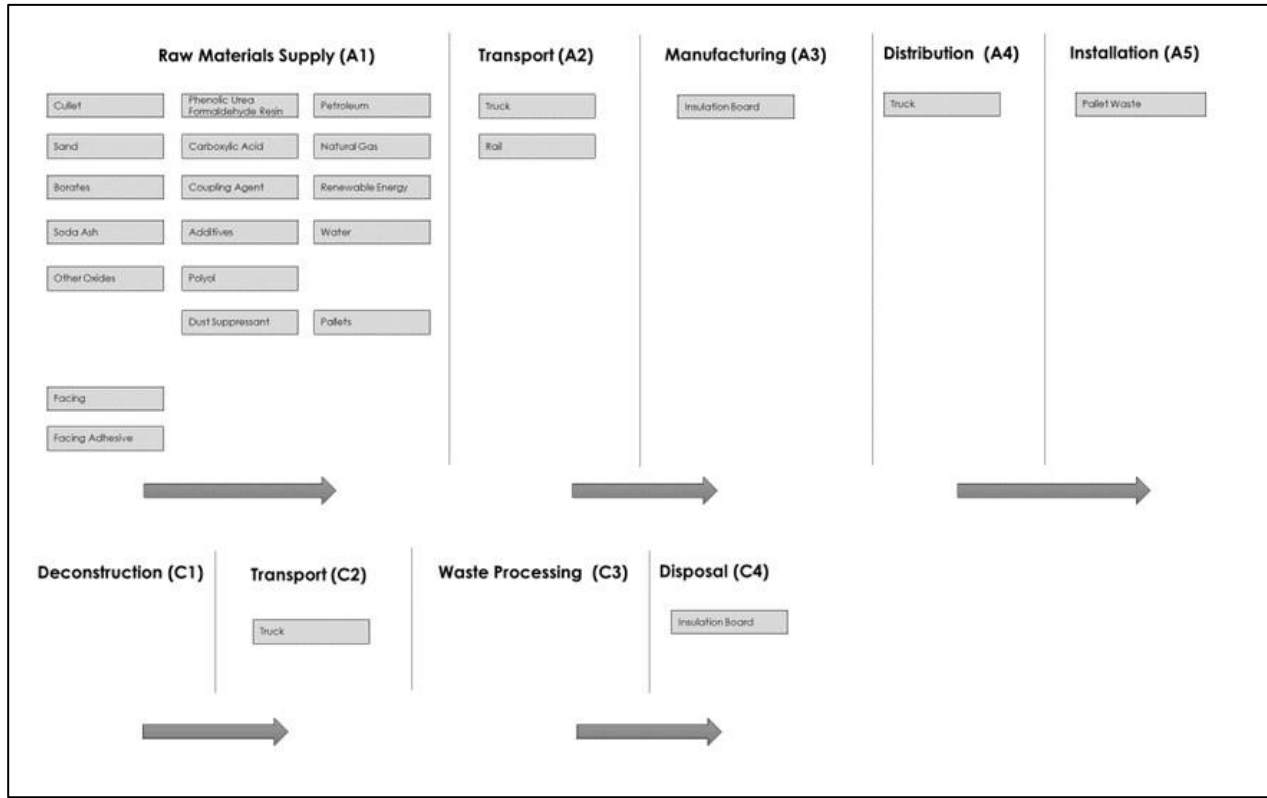 Raw Materials Supply (A1)
Cullet
Sand
Borates
Soda Ash
Other Oxides
Facing
Facing Adhesive
Phenolic Urea
Formaldehyde Resin
Carboxylic Acid
Coupling Agent
Additives
Polyol
Dust Suppressant
Petroleum
Natural Gas
Renewable Energy
Water
Pallets
Transport (A2)
Truck
Rail
Manufacturing (A3)
Insulation Board
Distribution (A4)
Truck
Installation (A5)
Pallet Waste
Deconstruction (C1)
Transport (C2)
Truck
Waste Processing (C3)
Disposal (C4)
Insulation Board